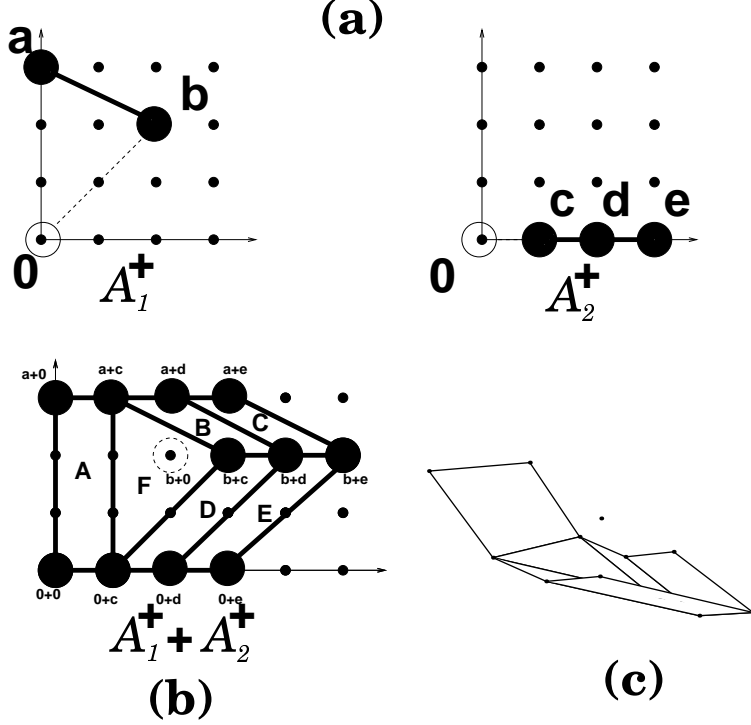 (a)
a
b
c d e
0
0
A₁⁺
A₂⁺
a+0 a+c a+d a+e
B C
A F b+0 b+c b+d b+e
D E
0+0 0+c 0+d 0+e
A₁⁺ + A₂⁺
(b)
(c)